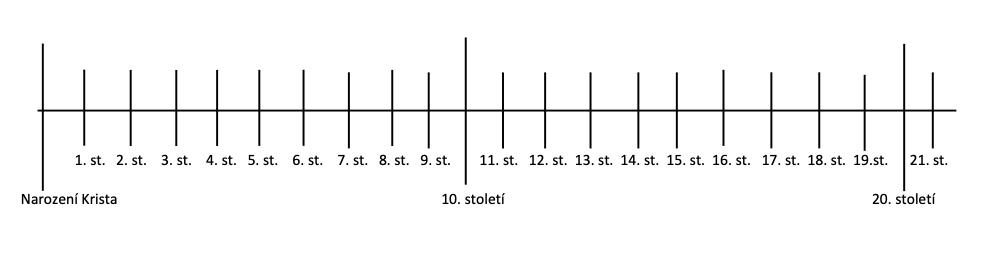 1. st. 2. st. 3. st. 4. st. 5. st. 6. st. 7. st. 8. st. 9. st. 11. st. 12. st. 13. st. 14. st. 15. st. 16. st. 17. st. 18. st. 19.st. 21. st.
Narození Krista 10. století 20. století